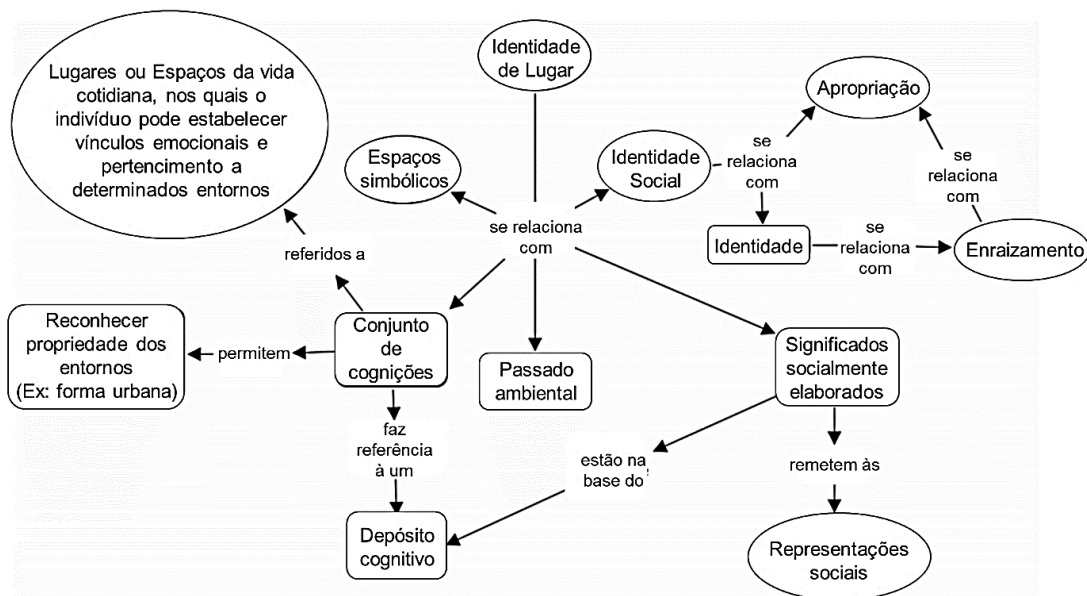 Identidade
de Lugar
Lugares ou Espaços da vida
cotidiana, nos quais o
indivíduo pode estabelecer
vínculos emocionais e
pertencimento a
determinados entornos
Espaços
simbólicos
Identidade
Social
se
relaciona
com
Apropriação
se
relaciona
com
Identidade
se
relaciona
com
Enraizamento
se relaciona
com
referidos a
Reconhecer
propriedade dos
entornos
(Ex: forma urbana)
permitem
Conjunto
de
cognições
Passado
ambiental
Significados
socialmente
elaborados
faz
referência
à um
estão na
base do
remetem às
Depósito
cognitivo
Representações
sociais